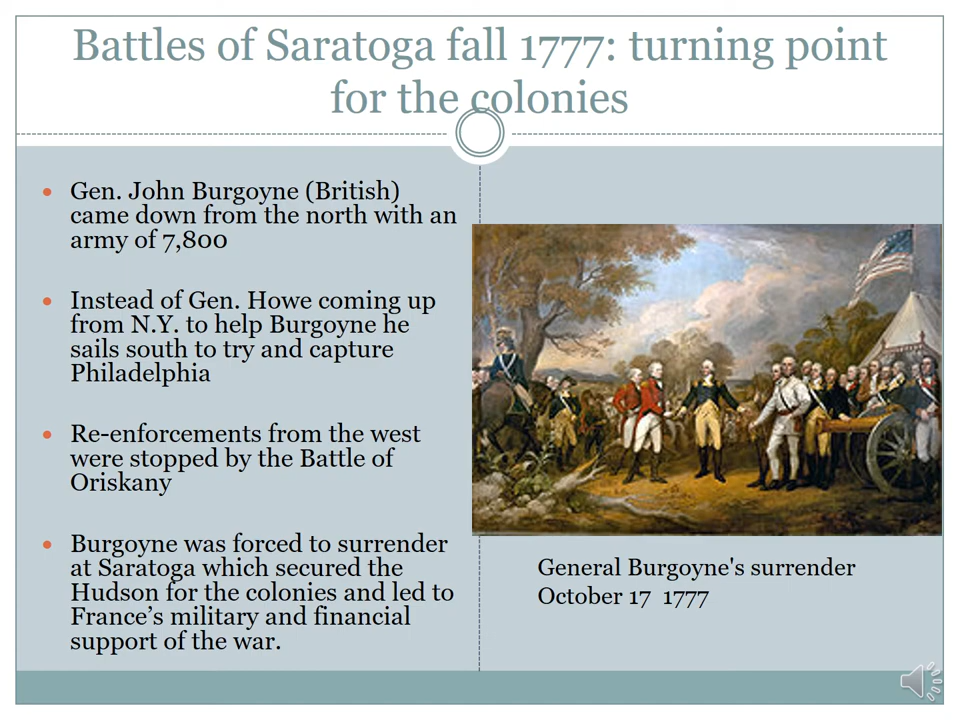 Battles of Saratoga fall 1777: turning point
for the colonies
• Gen. John Burgoyne (British)
came down from the north with an
army of 7,800
• Instead of Gen. Howe coming up
from N.Y. to help Burgoyne he
sails south to try and capture
Philadelphia
• Re-enforcements from the west
were stopped by the Battle of
Oriskany
• Burgoyne was forced to surrender
at Saratoga which secured the
Hudson for the colonies and led to
France’s military and financial
support of the war.
General Burgoyne's surrender
October 17 1777